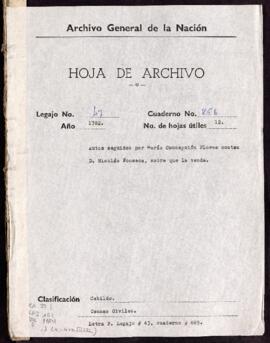 Archivo General de la Nación
HOJA DE ARCHIVO
Legajo No. Cuaderno No.
Año 1782. No. de hojas útiles 12.
Autos seguidos por María Concepción Flores contra
D. Nicolás Fonseca, sobre que la venda.
Clasificación Cabildo.
Causas Civiles.
Letra F. Legajo # 43, cuaderno # 665.